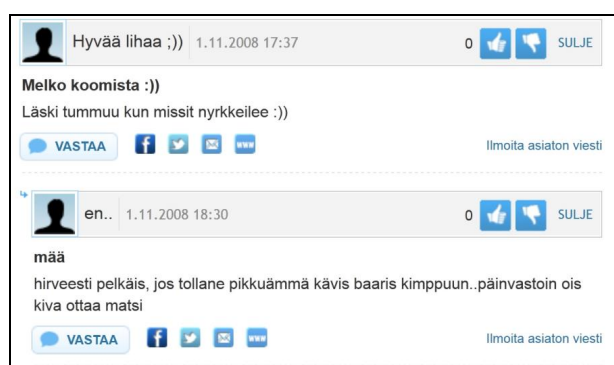 Hyvää lihaa ;)) 1.11.2008 17:37 0 SULJE
Melko koomista :))
Läski tummuu kun missit nyrkkeilee :))
VASTAA f www Ilmoita asiaton viesti
en.. 1.11.2008 18:30 0 SULJE
mää
hirveesti pelkäis, jos tollane pikkuämmä kävis baaris kimppuun..päinvastoin ois
kiva ottaa matsi
VASTAA f www Ilmoita asiaton viesti